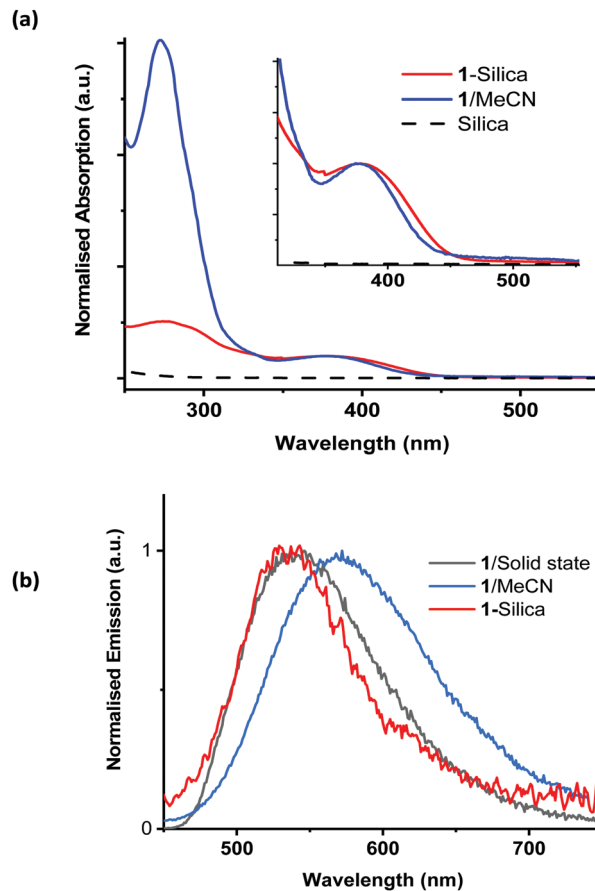 (a)
Normalised Absorption (a.u.)
1-Silica
1/MeCN
Silica
400
500
300
400
500
Wavelength (nm)
(b)
Normalised Emission (a.u.)
1
0
1/Solid state
1/MeCN
1-Silica
500
600
700
Wavelength (nm)